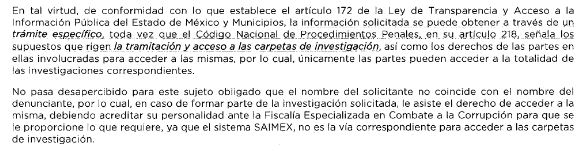 En tal virtud, de conformidad con lo que establece el artículo 172 de la Ley de Transparencia y Acceso a la
Información Pública del Estado de México y Municipios, la información solicitada se puede obtener a través de un
trámite específico, toda vez que el Código Nacional de Procedimientos Penales, en su artículo 218, señala los
supuestos que rigen la tramitación y acceso a las carpetas de investigación, así como los derechos de las partes en
ellas involucradas para acceder a las mismas, por lo cual, únicamente las partes pueden acceder a la totalidad de
las investigaciones correspondientes.
No pasa desapercibido para este sujeto obligado que el nombre del solicitante no coincide con el nombre del
denunciante, por lo cual, en caso de formar parte de la investigación solicitada, le asiste el derecho de acceder a la
misma, debiendo acreditar su personalidad ante la Fiscalía Especializada en Combate a la Corrupción para que se
le proporcione lo que requiere, ya que el sistema SAIMEX, no es la vía correspondiente para acceder a las carpetas
de investigación.